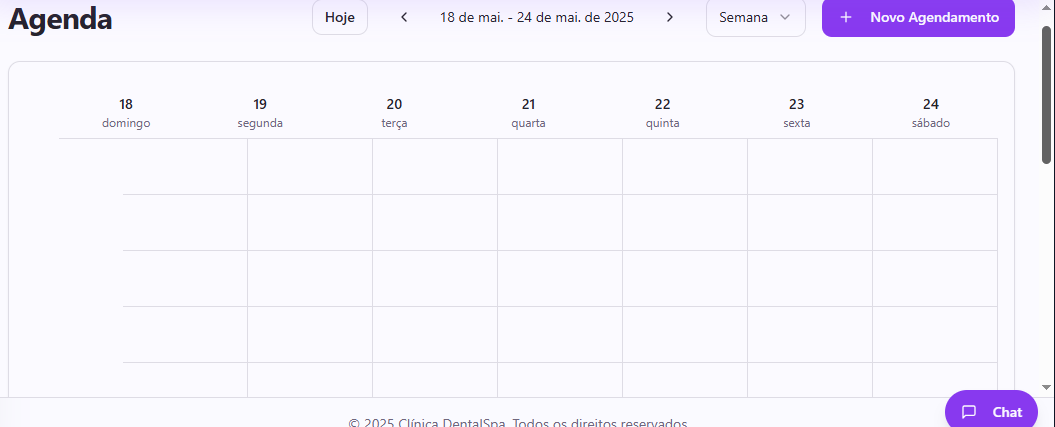 Agenda
Hoje
18 de mai. - 24 de mai. de 2025
Semana
Novo Agendamento
18 19 20 21 22 23 24
domingo segunda terça quarta quinta sexta sábado
© 2025 Clínica DentalSpa. Todos os direitos reservados.
Chat